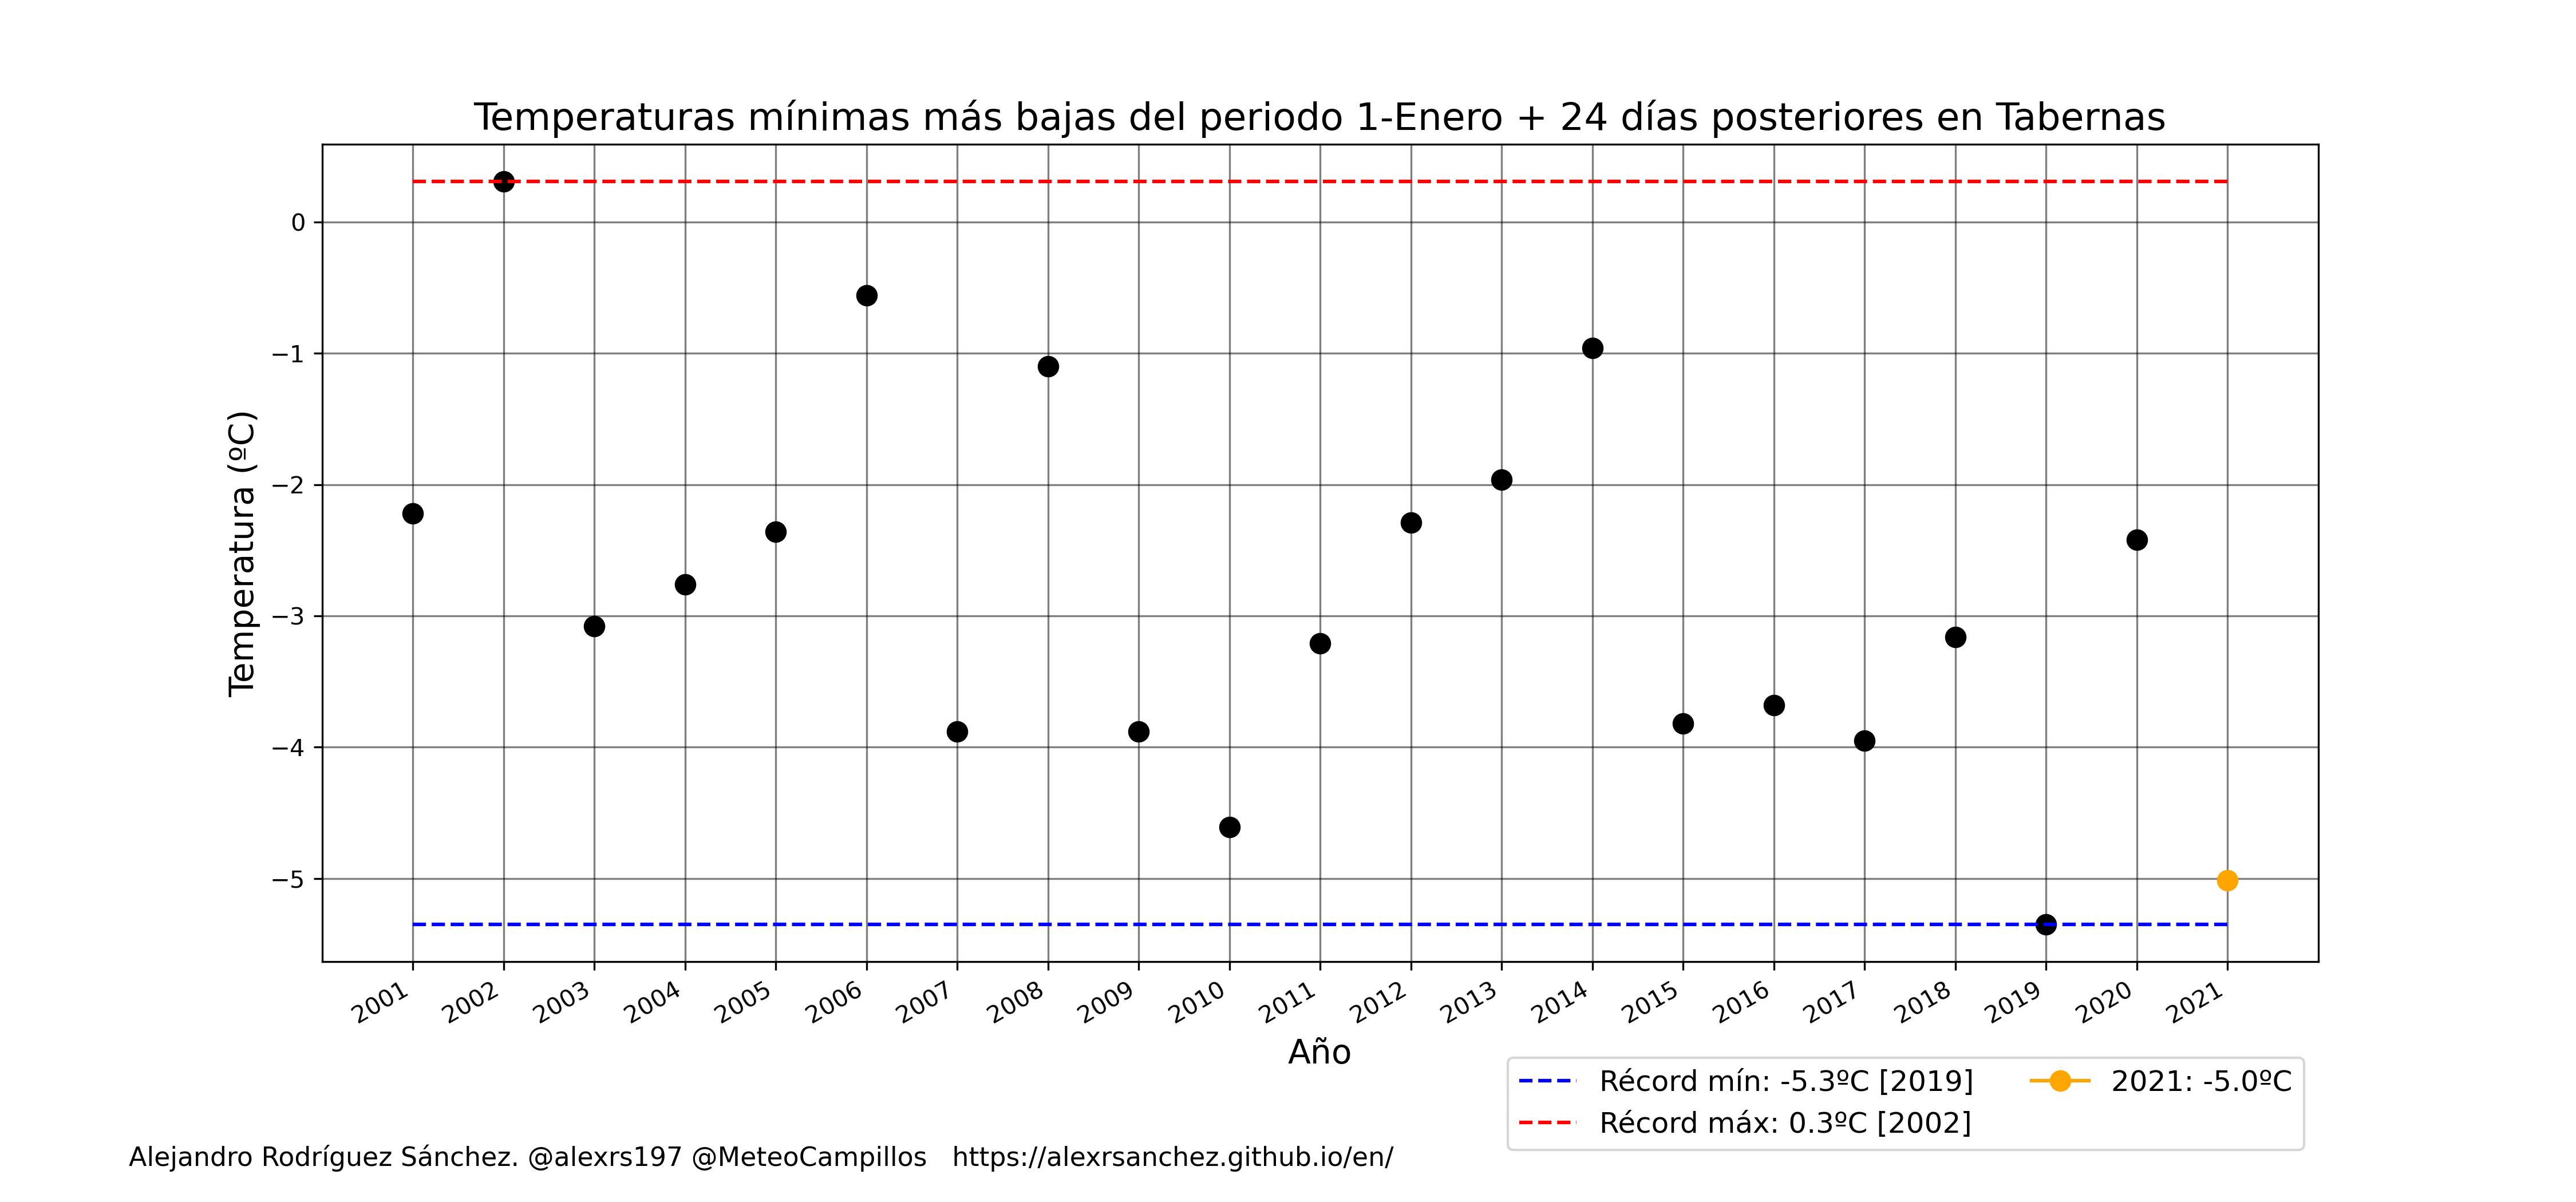 Temperaturas mínimas más bajas del periodo 1-Enero + 24 días posteriores en Tabernas
Temperatura (ºC)
0
−1
−2
−3
−4
−5
2001 2002 2003 2004 2005 2006 2007 2008 2009 2010 2011 2012 2013 2014 2015 2016 2017 2018 2019 2020 2021
Año
Récord mín: -5.3ºC [2019] 2021: -5.0ºC
Récord máx: 0.3ºC [2002]
Alejandro Rodríguez Sánchez. @alexrs197 @MeteoCampillos https://alexrsanchez.github.io/en/